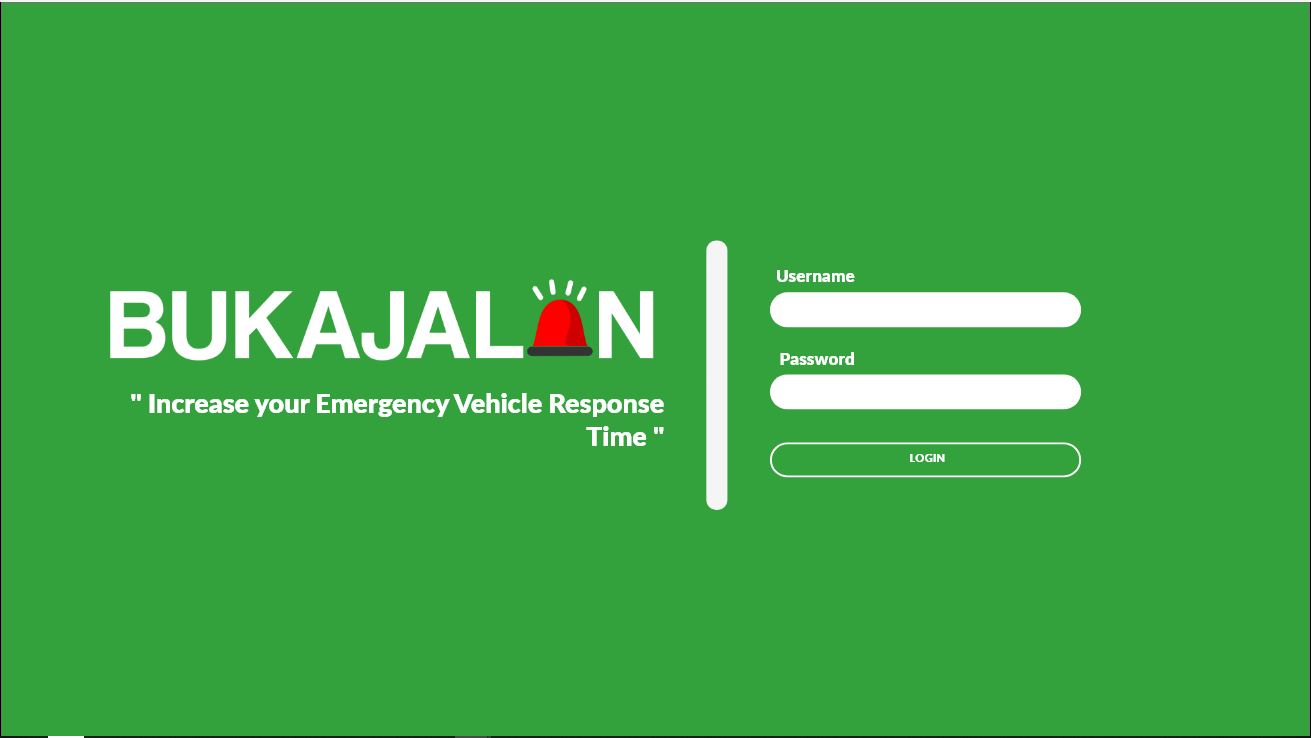 BUKAJALAN
" Increase your Emergency Vehicle Response
Time "
Username
Password
LOGIN